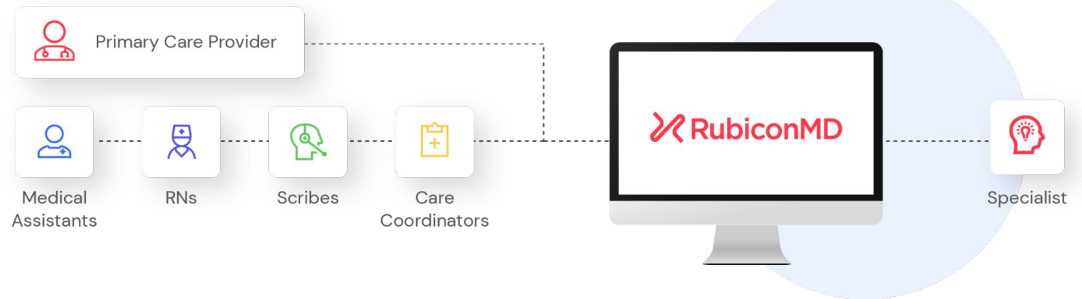 Primary Care Provider
RubiconMD
Medical
Assistants
RNs
Scribes
Care
Coordinators
Specialist